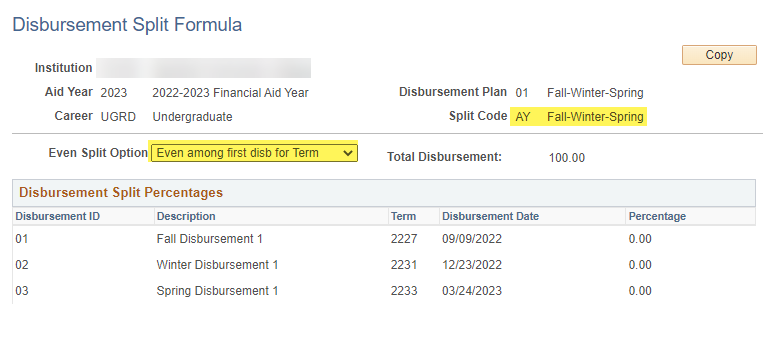 Disbursement Split Formula
Copy
Institution
Aid Year 2023 2022-2023 Financial Aid Year Disbursement Plan 01 Fall-Winter-Spring
Career UGRD Undergraduate Split Code AY Fall-Winter-Spring
Even Split Option Even among first disb for Term Total Disbursement: 100.00
Disbursement Split Percentages
Disbursement ID Description Term Disbursement Date Percentage
01 Fall Disbursement 1 2227 09/09/2022 0.00
02 Winter Disbursement 1 2231 12/23/2022 0.00
03 Spring Disbursement 1 2233 03/24/2023 0.00